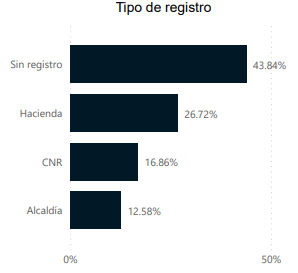 Tipo de registro
Sin registro 43.84%
Hacienda 26.72%
CNR 16.86%
Alcaldía 12.58%
0% 50%